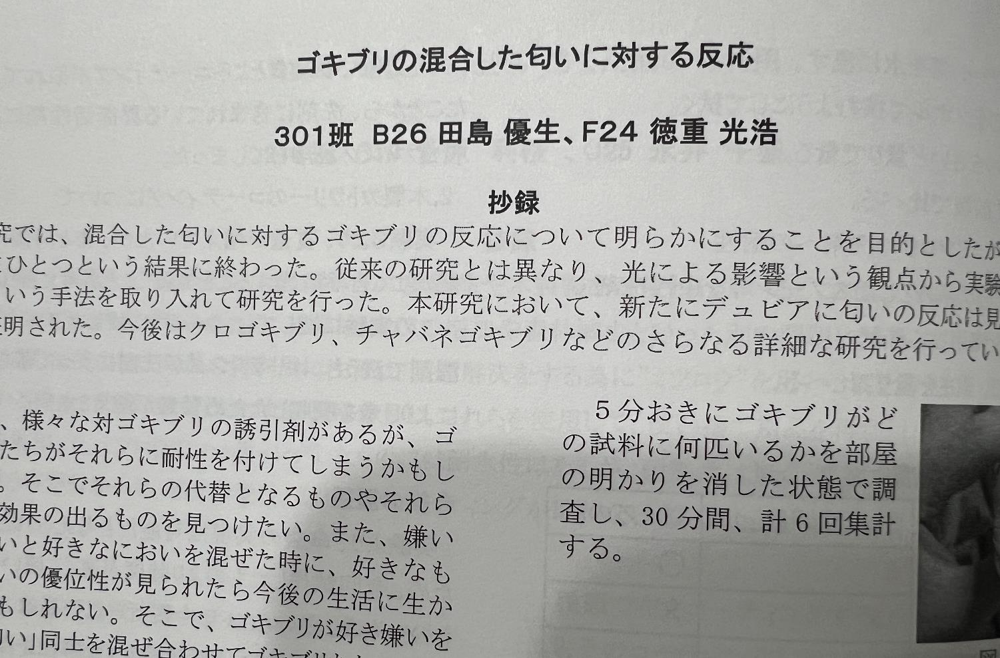 ゴキブリの混合した匂いに対する反応
301班 B26 田島 優生、F24 徳重 光浩
抄録
究では、混合した匂いに対するゴキブリの反応について明らかにすることを目的としたが
ひとつという結果に終わった。従来の研究とは異なり、光による影響という観点から実験
いう手法を取り入れて研究を行った。本研究において、新たにデュビアに匂いの反応は見
明された。今後はクロゴキブリ、チャバネゴキブリなどのさらなる詳細な研究を行ってい
、様々な対ゴキブリの誘引剤があるが、ゴ
たちがそれらに耐性を付けてしまうかもし
。そこでそれらの代替となるものやそれら
効果の出るものを見つけたい。また、嫌い
いと好きなにおいを混ぜた時に、好きなも
いの優位性が見られたら今後の生活に生か
もしれない。そこで、ゴキブリが好き嫌いを
い」同士を混ぜ合わせてゴキブリ
5分おきにゴキブリがど
の試料に何匹いるかを部屋
の明かりを消した状態で調
査し、30 分間、計 6 回集計
する。